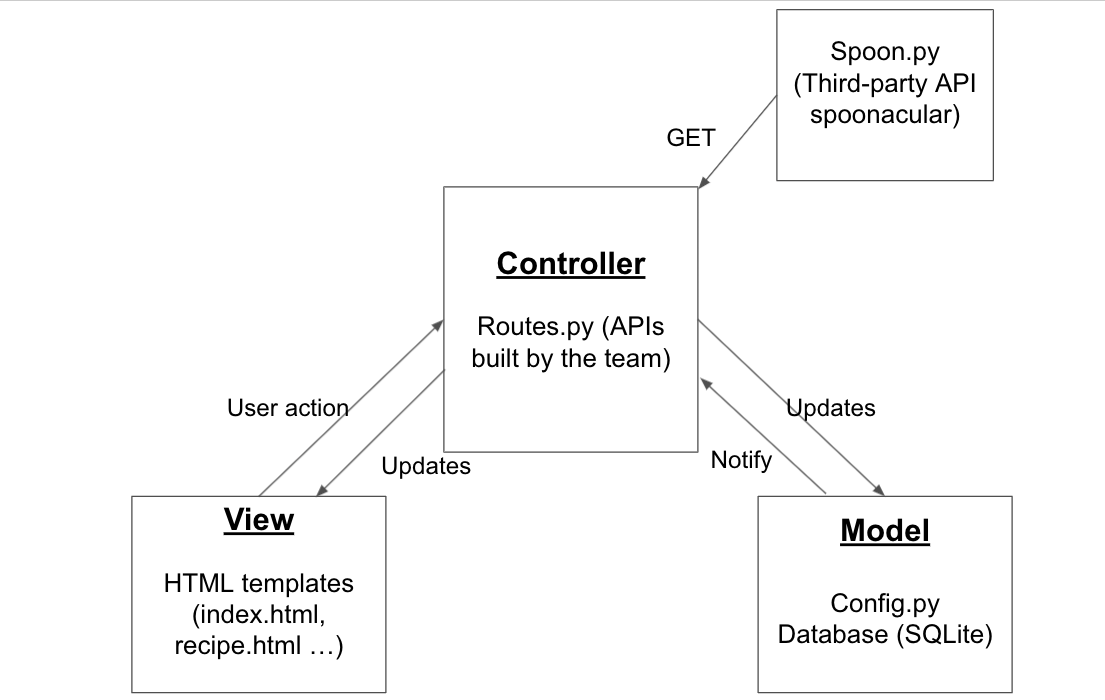 Spoon.py
(Third-party API
spoonacular)
GET
Controller
Routes.py (APIs
built by the team)
User action
Updates
Updates
Notify
View
HTML templates
(index.html,
recipe.html …)
Model
Config.py
Database (SQLite)